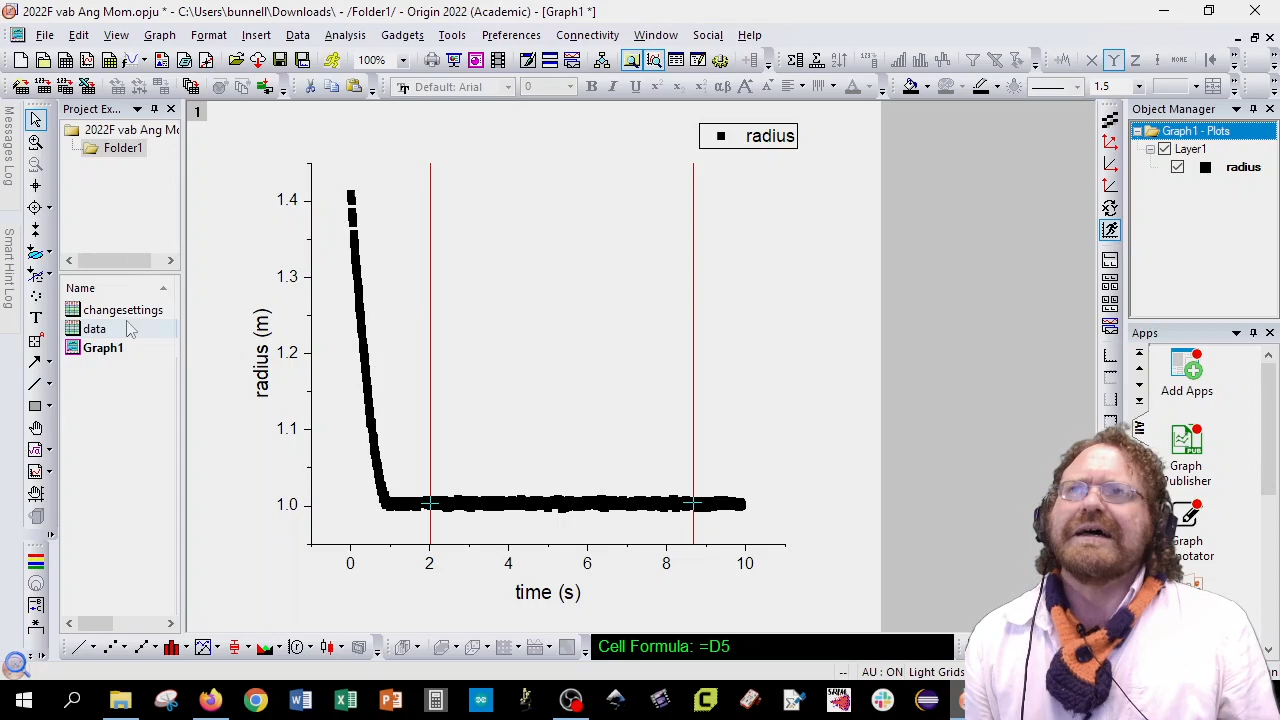 2022F vab Ang Mom.opju * - C:\Users\bunnell\Downloads\ - /Folder1/ - Origin 2022 (Academic) - [Graph1 *]
File Edit View Graph Format Insert Data Analysis Gadgets Tools Preferences Connectivity Window Social Help
100%
Default: Arial 0 B I U 1.5
Messages Log
Smart Hint Log
Project Ex...
2022F vab Ang Mo
Folder1
Name
changesettings
data
Graph1
1
radius
1.4
1.3
1.2
1.1
1.0
radius (m)
0 2 4 6 8 10
time (s)
Object Manager
Graph1 - Plots
Layer1
radius
Apps
Add Apps
Graph
Publisher
Graph
All
Cell Formula: =D5
-- AU : ON Light Grids